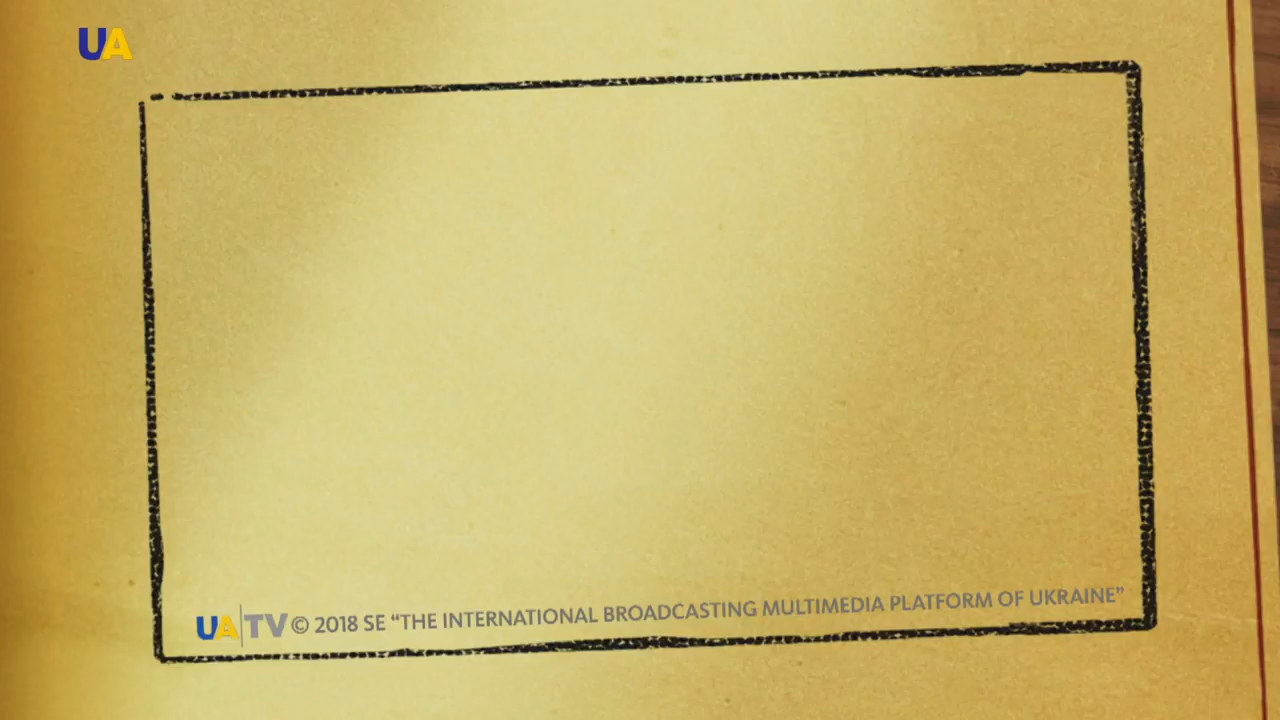 UA
UA TV © 2018 SE “THE INTERNATIONAL BROADCASTING MULTIMEDIA PLATFORM OF UKRAINE”